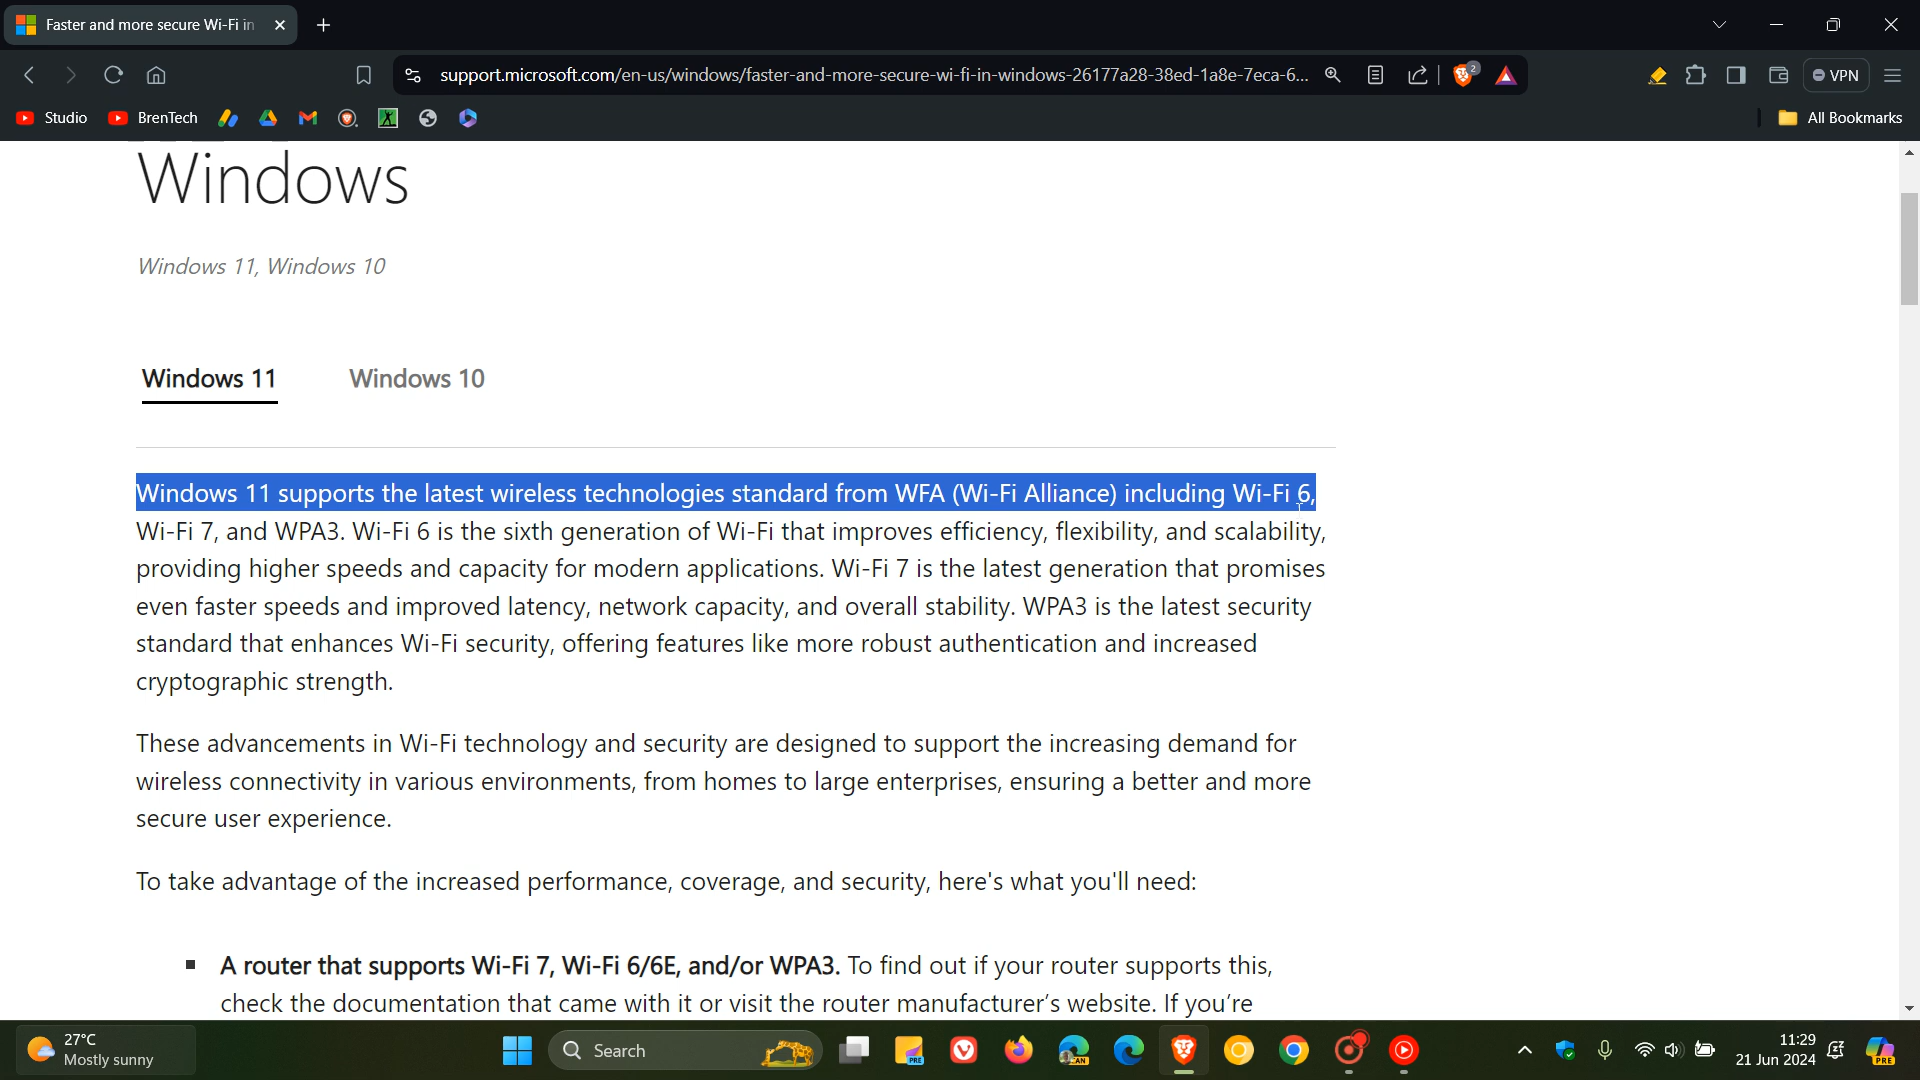 Faster and more secure Wi-Fi in
support.microsoft.com/en-us/windows/faster-and-more-secure-wi-fi-in-windows-26177a28-38ed-1a8e-7eca-6...
2
VPN
Studio
BrenTech
All Bookmarks
Windows
Windows 11, Windows 10
Windows 11
Windows 10
Windows 11 supports the latest wireless technologies standard from WFA (Wi-Fi Alliance) including Wi-Fi 6,
Wi-Fi 7, and WPA3. Wi-Fi 6 is the sixth generation of Wi-Fi that improves efficiency, flexibility, and scalability,
providing higher speeds and capacity for modern applications. Wi-Fi 7 is the latest generation that promises
even faster speeds and improved latency, network capacity, and overall stability. WPA3 is the latest security
standard that enhances Wi-Fi security, offering features like more robust authentication and increased
cryptographic strength.
These advancements in Wi-Fi technology and security are designed to support the increasing demand for
wireless connectivity in various environments, from homes to large enterprises, ensuring a better and more
secure user experience.
To take advantage of the increased performance, coverage, and security, here's what you'll need:
A router that supports Wi-Fi 7, Wi-Fi 6/6E, and/or WPA3. To find out if your router supports this,
check the documentation that came with it or visit the router manufacturer's website. If you're
27°C
Mostly sunny
Search
PRE
CAN
11:29
21 Jun 2024
PRE